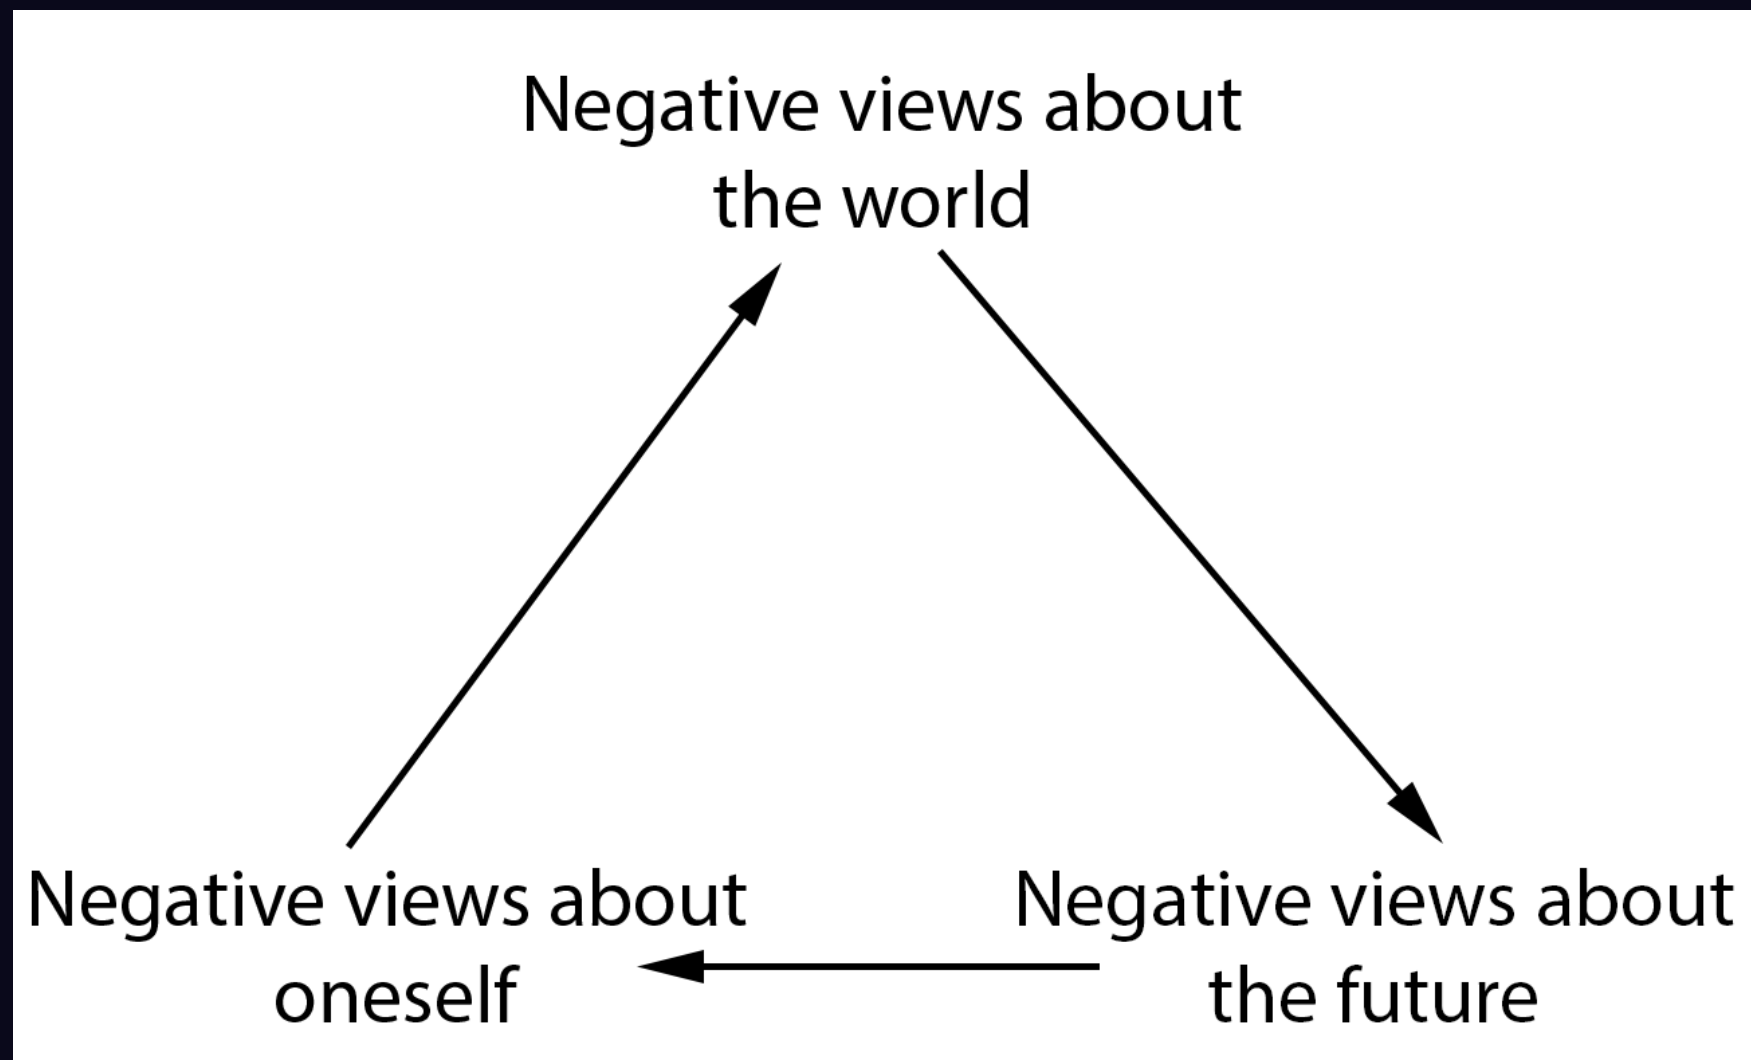 Negative views about
the world
Negative views about
oneself
Negative views about
the future